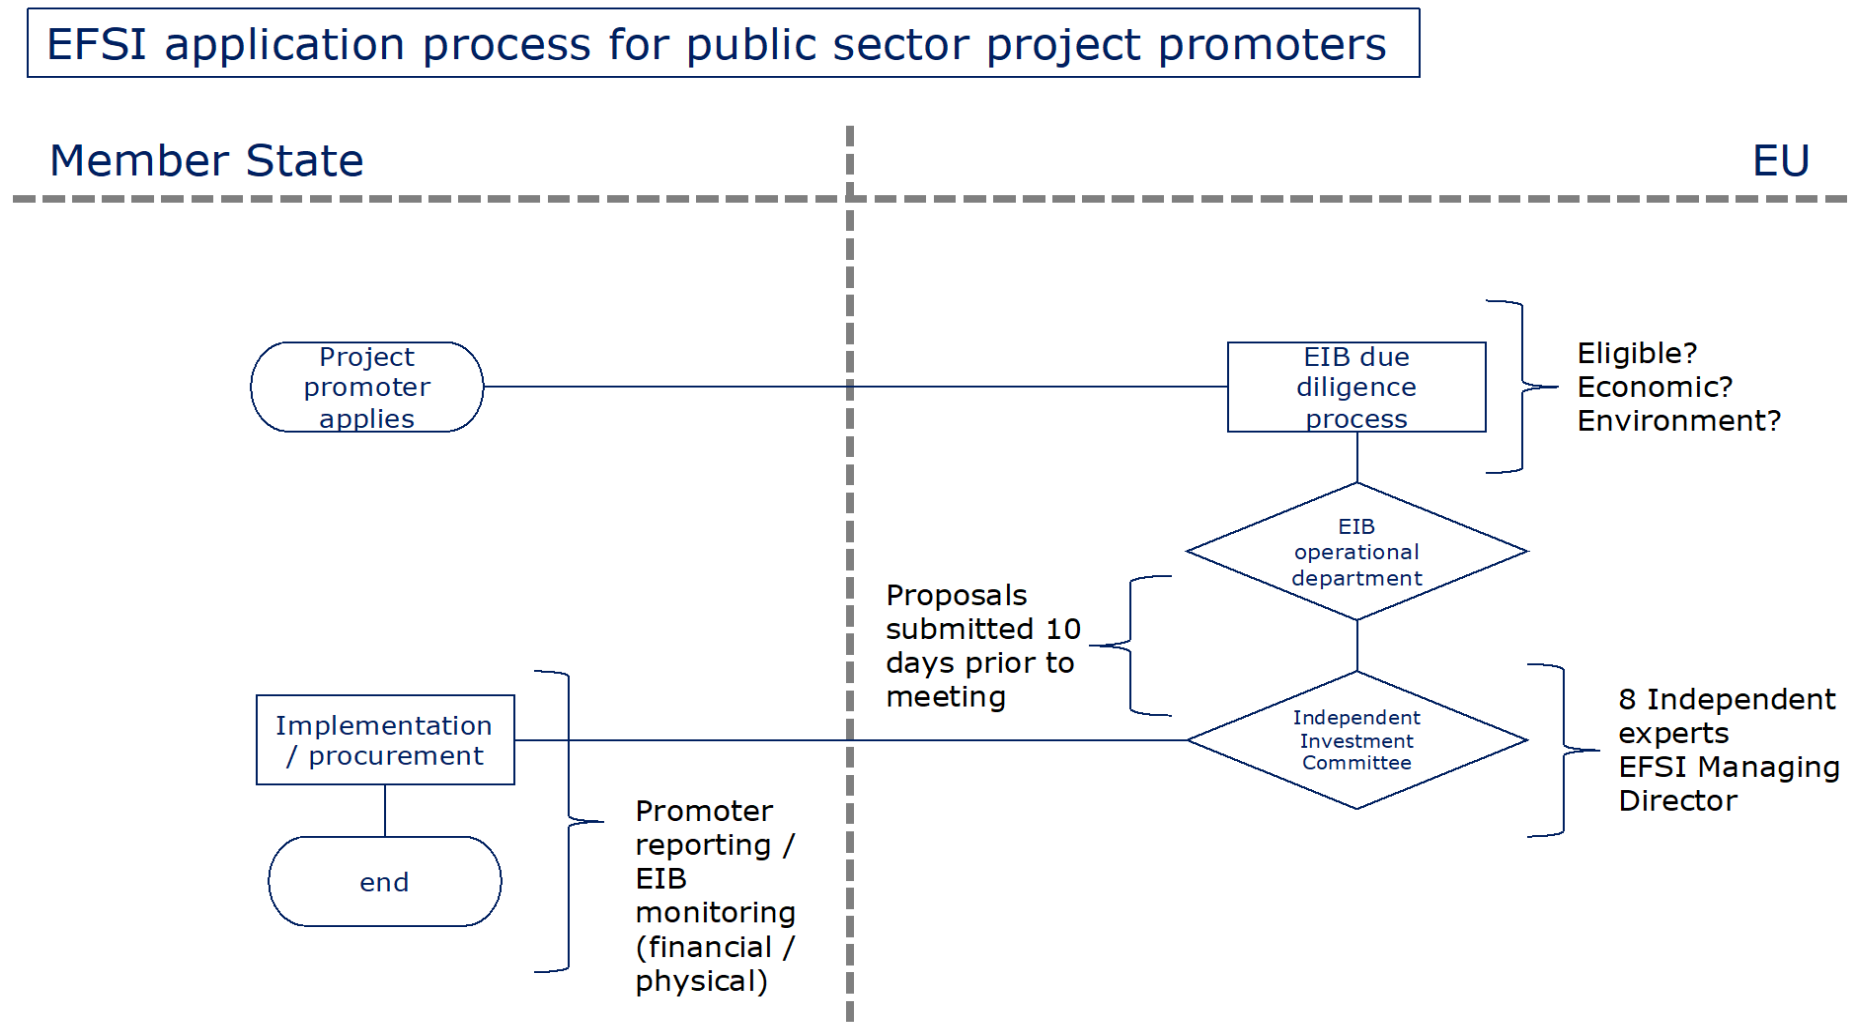 EFSI application process for public sector project promoters
Member State
EU
Project
promoter
applies
EIB due
diligence
process
Eligible?
Economic?
Environment?
EIB
operational
department
Proposals
submitted 10
days prior to
meeting
Independent
Investment
Committee
8 Independent
experts
EFSI Managing
Director
Implementation
/ procurement
Promoter
reporting /
EIB
monitoring
(financial /
physical)
end